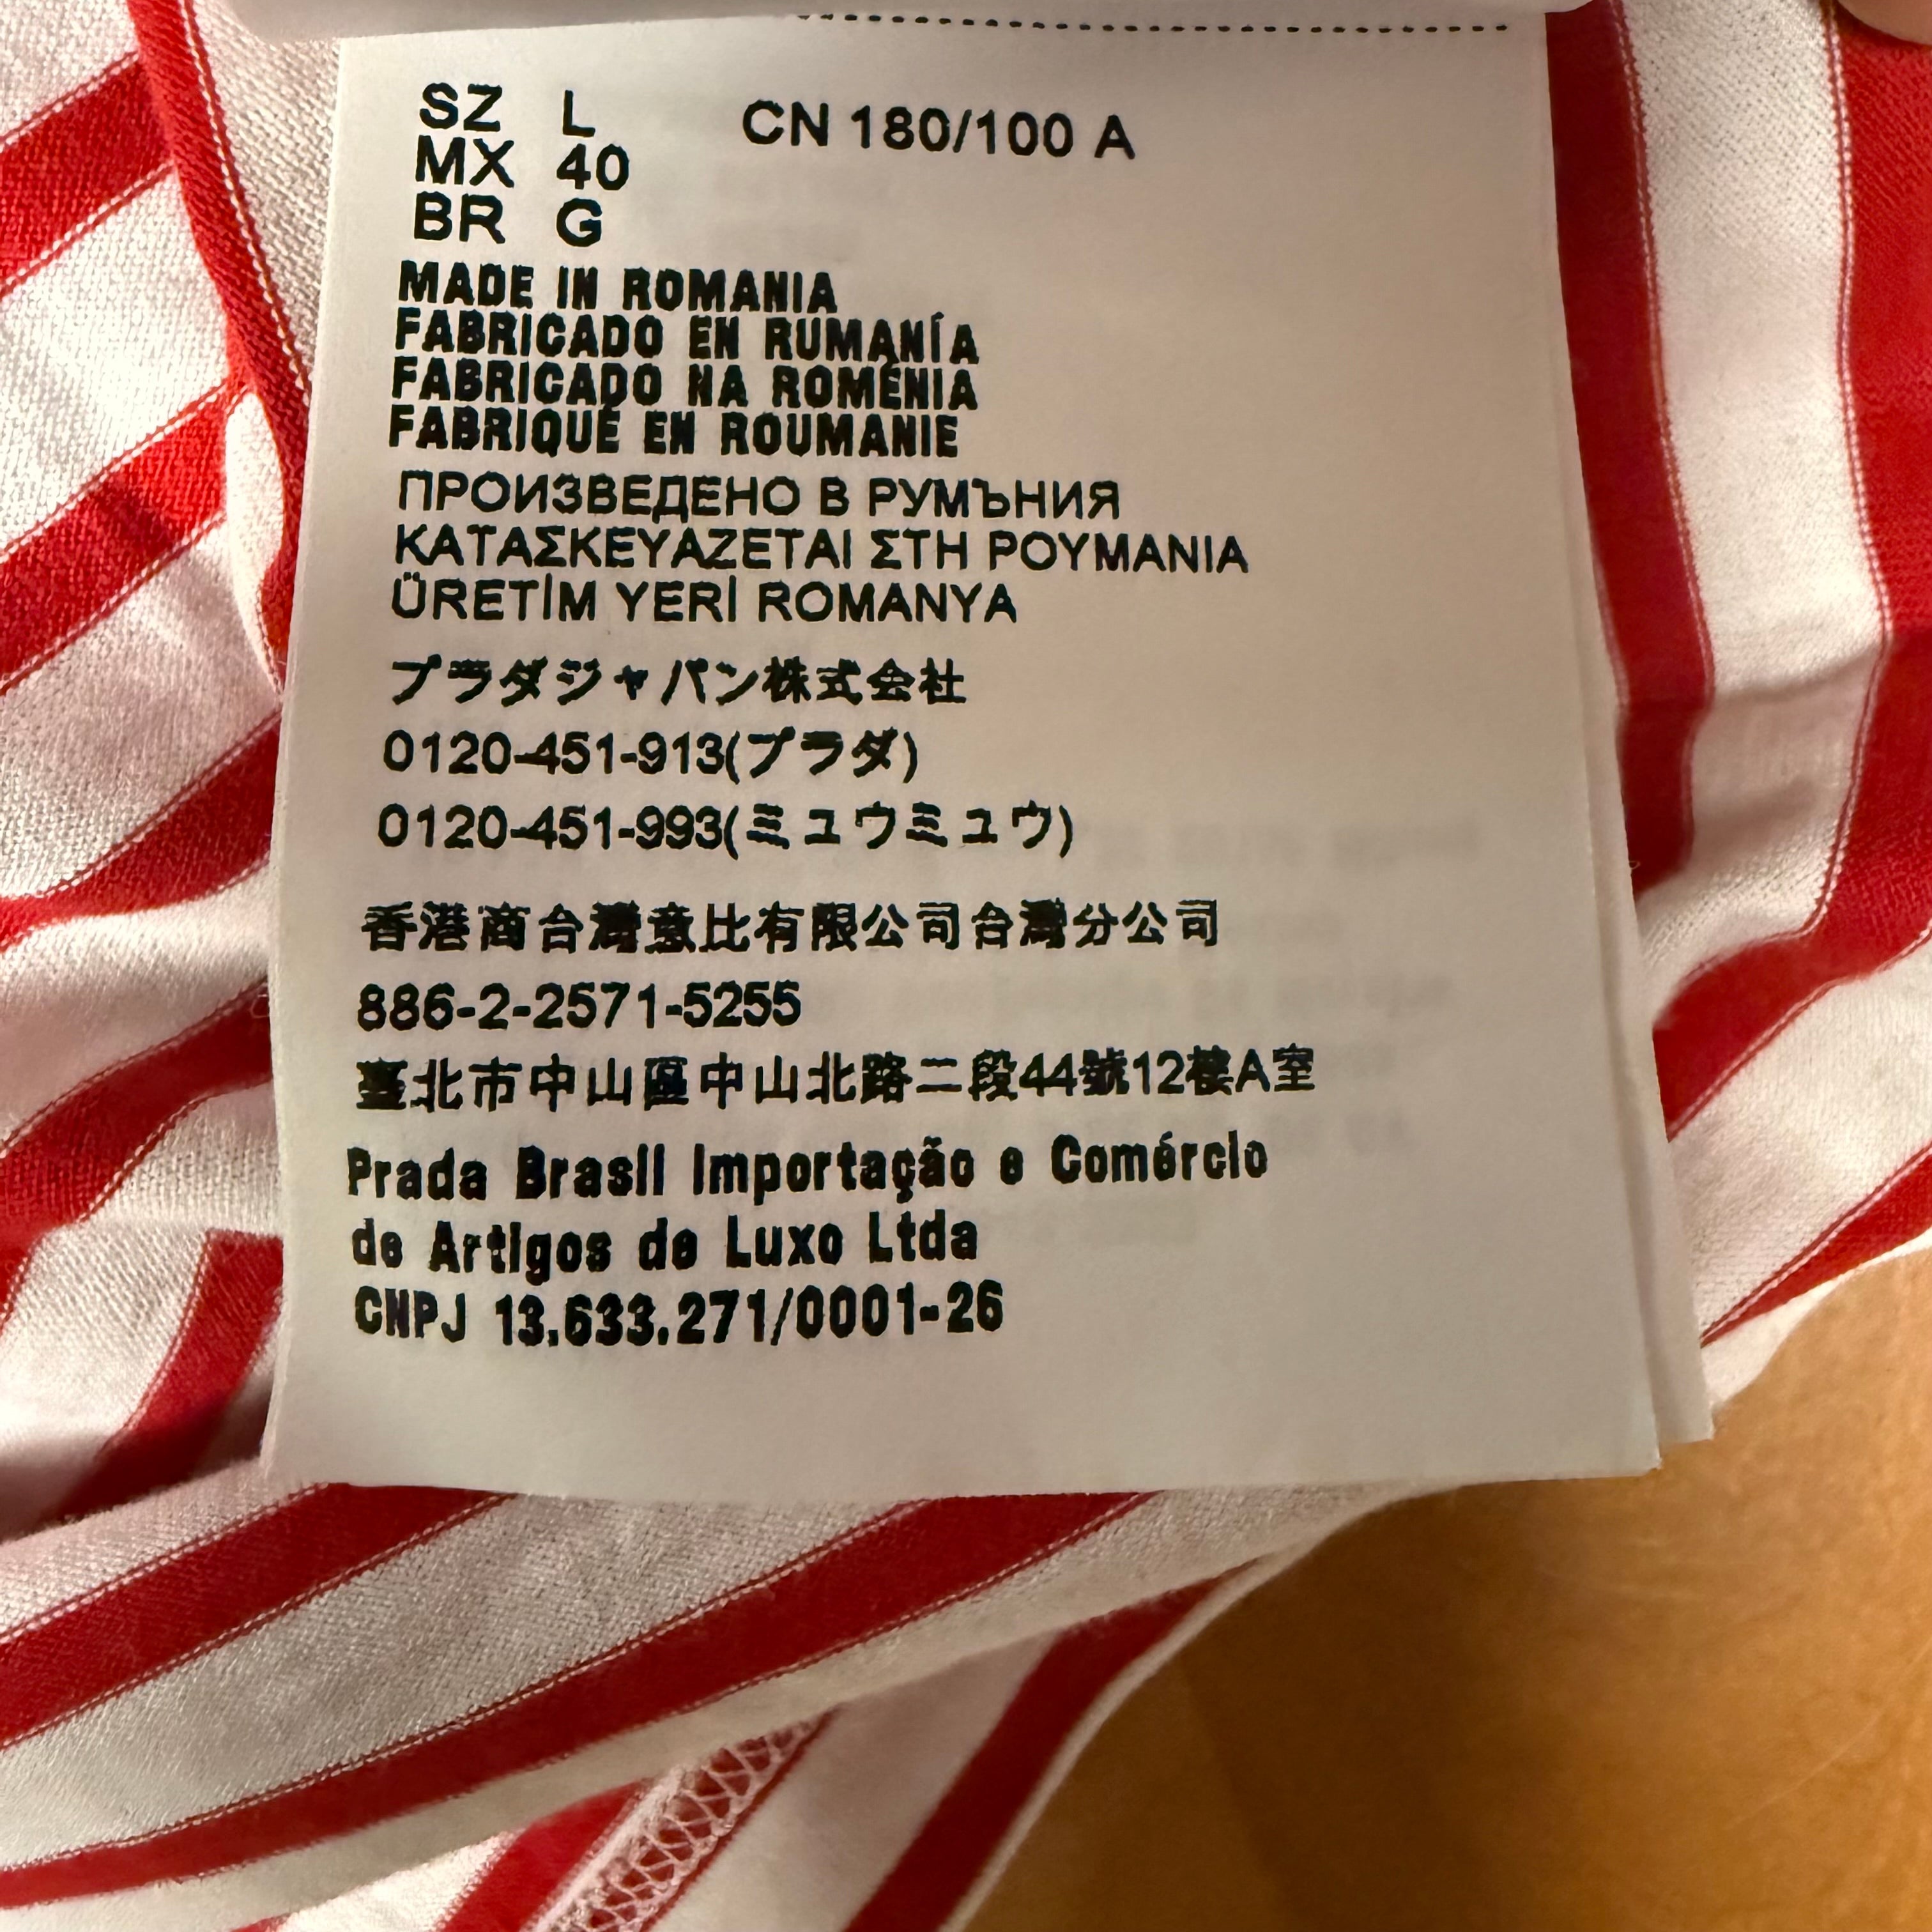 SZ L CN 180/100 A
MX 40
BR G
MADE IN ROMANIA
FABRICADO EN RUMANÍA
FABRICADO NA ROMÉNIA
FABRIQUÉ EN ROUMANIE
ПРОИЗВЕДЕНО В РУМЪНИЯ
ΚΑΤΑΣΚΕΥΑΖΕΤΑΙ ΣΤΗ ΡΟΥΜΑΝΙΑ
ÜRETİM YERİ ROMANYA
プラダジャパン株式会社
0120-451-913(プラダ)
0120-451-993(ミュウミュウ)
香港商台灣意比有限公司台灣分公司
886-2-2571-5255
臺北市中山區中山北路二段44號12樓A室
Prada Brasil Importação e Comércio
de Artigos de Luxo Ltda
CNPJ 13.633.271/0001-26